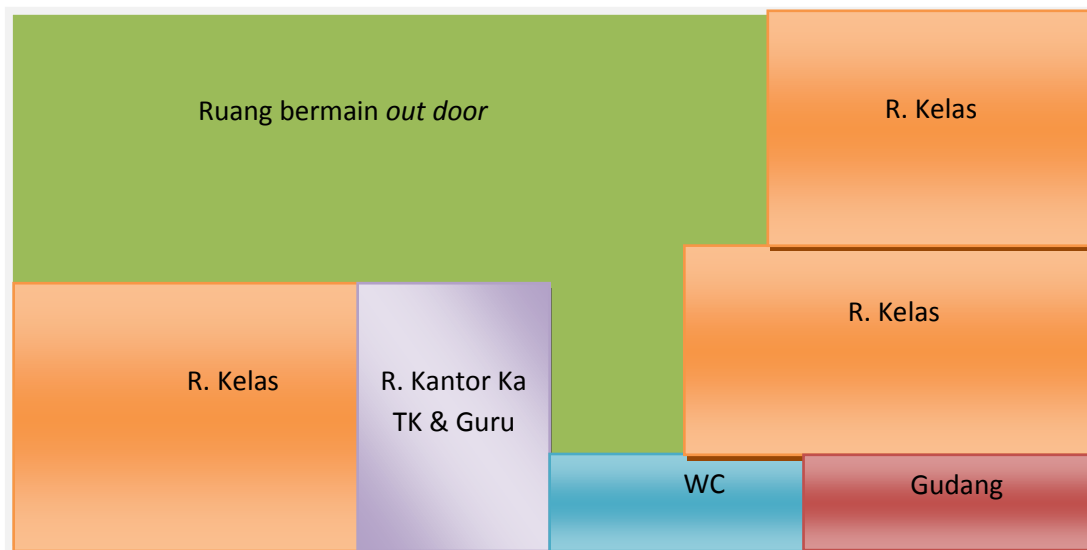 Ruang bermain out door
R. Kelas
R. Kelas
R. Kelas
R. Kantor Ka
TK & Guru
WC
Gudang